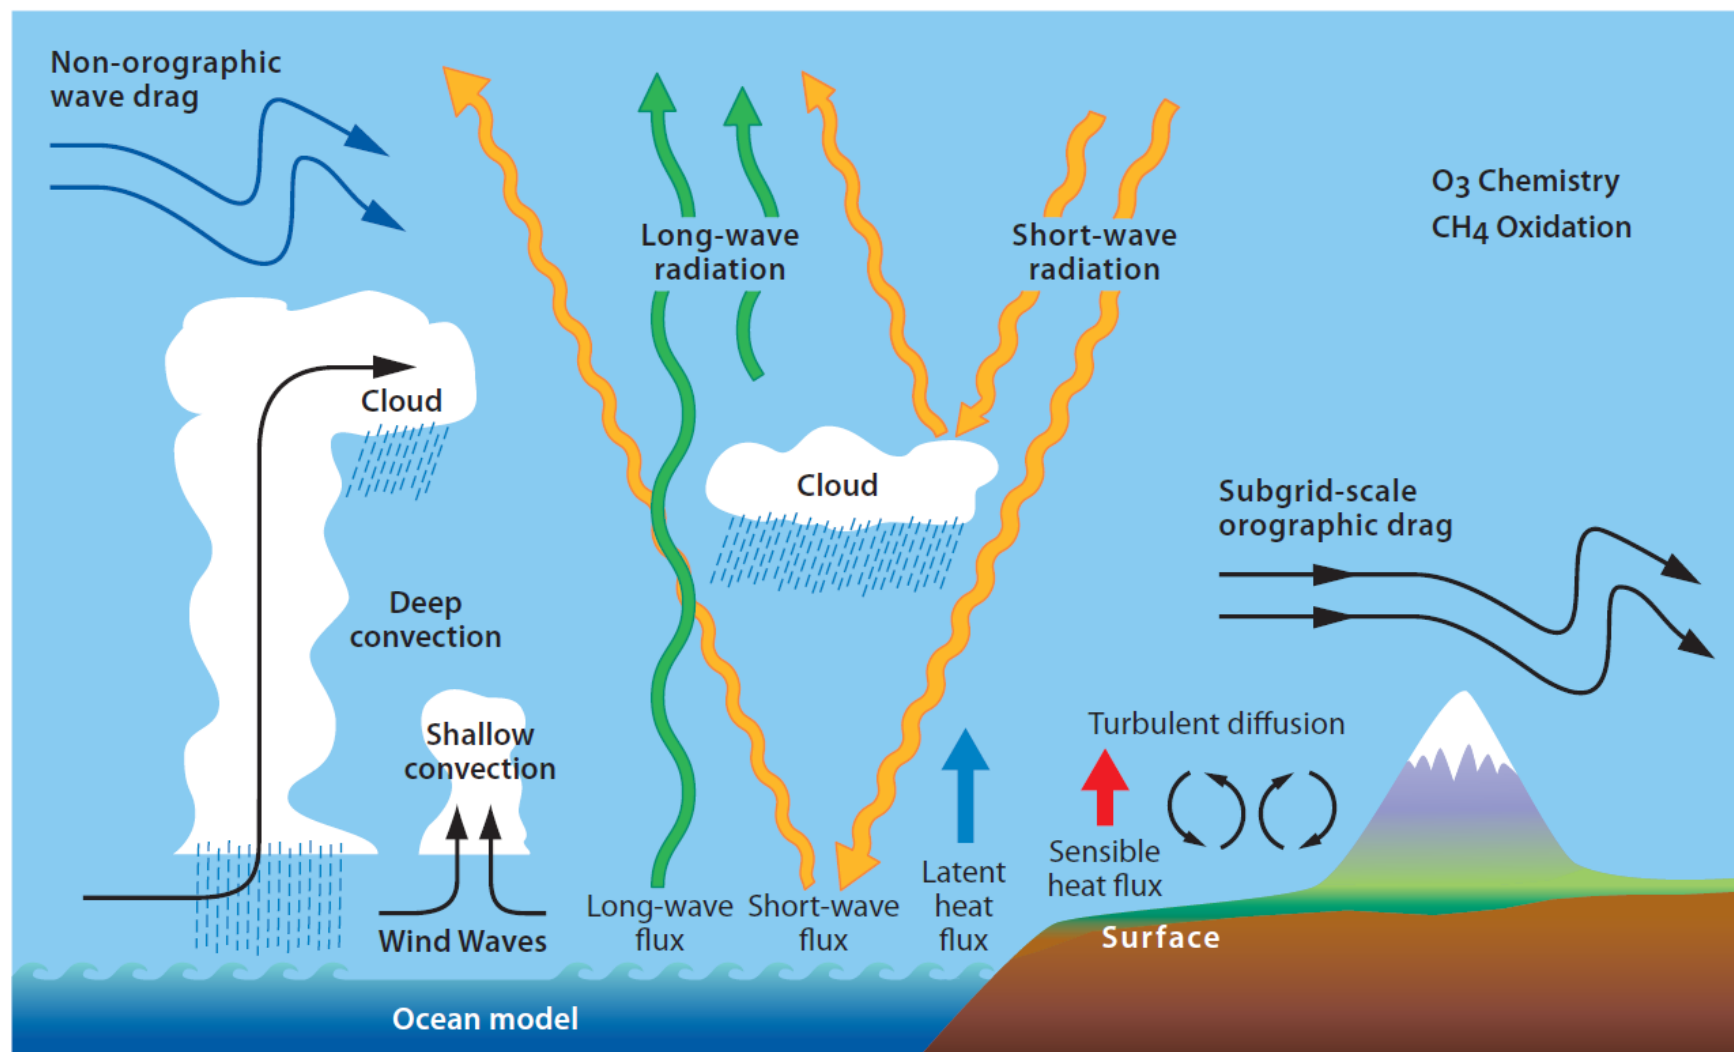 Non-orographic
wave drag
Long-wave
radiation
Short-wave
radiation
O3 Chemistry
CH4 Oxidation
Cloud
Cloud
Subgrid-scale
orographic drag
Deep
convection
Shallow
convection
Turbulent diffusion
Sensible
heat flux
Latent
heat
flux
Long-wave
flux
Short-wave
flux
Wind Waves
Surface
Ocean model